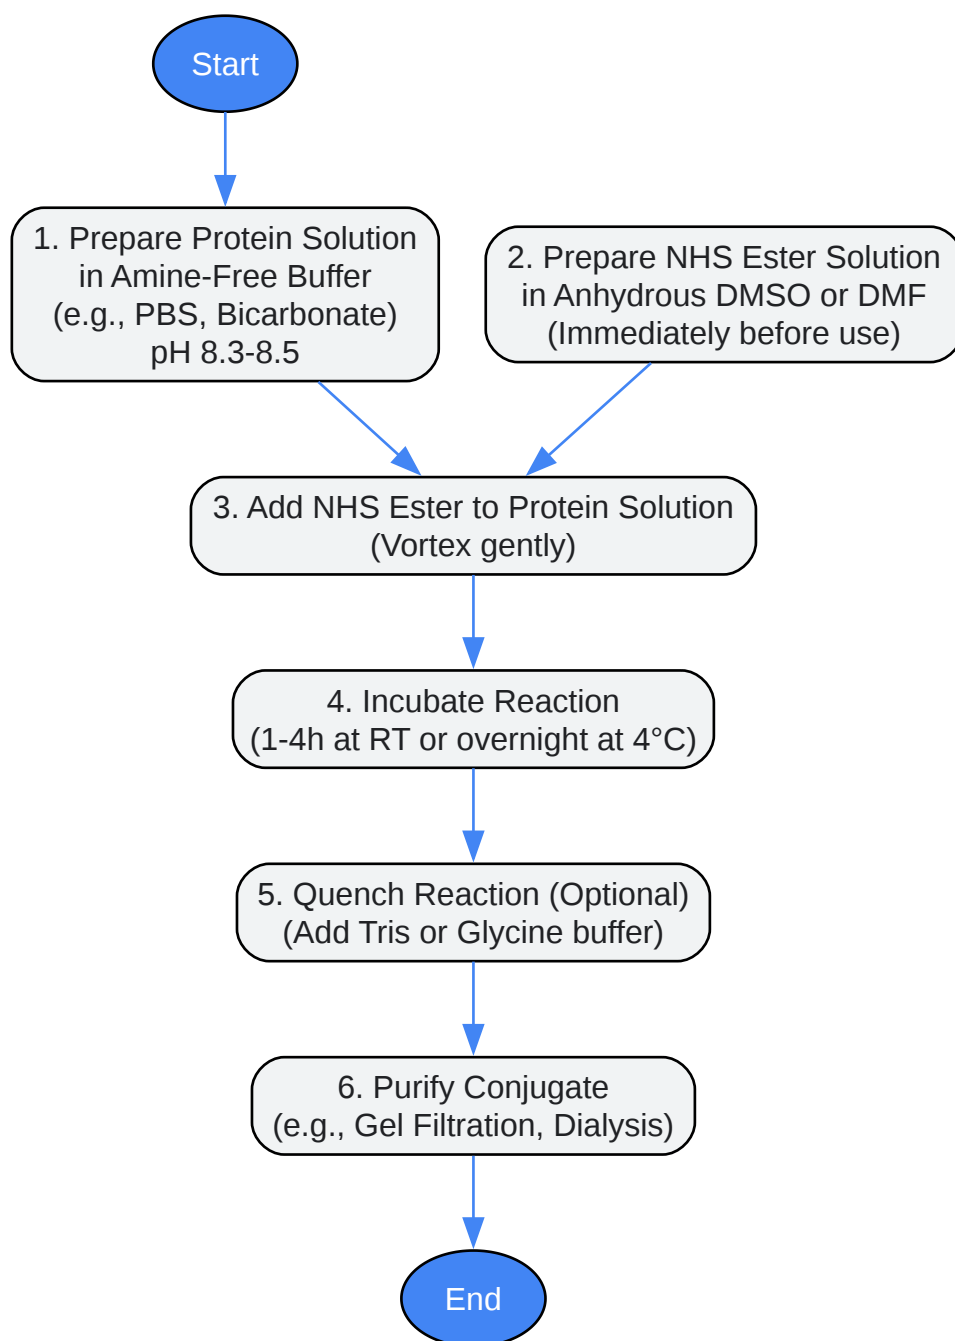 Start
1. Prepare Protein Solution
in Amine-Free Buffer
(e.g., PBS, Bicarbonate)
pH 8.3-8.5
2. Prepare NHS Ester Solution
in Anhydrous DMSO or DMF
(Immediately before use)
3. Add NHS Ester to Protein Solution
(Vortex gently)
4. Incubate Reaction
(1-4h at RT or overnight at 4°C)
5. Quench Reaction (Optional)
(Add Tris or Glycine buffer)
6. Purify Conjugate
(e.g., Gel Filtration, Dialysis)
End